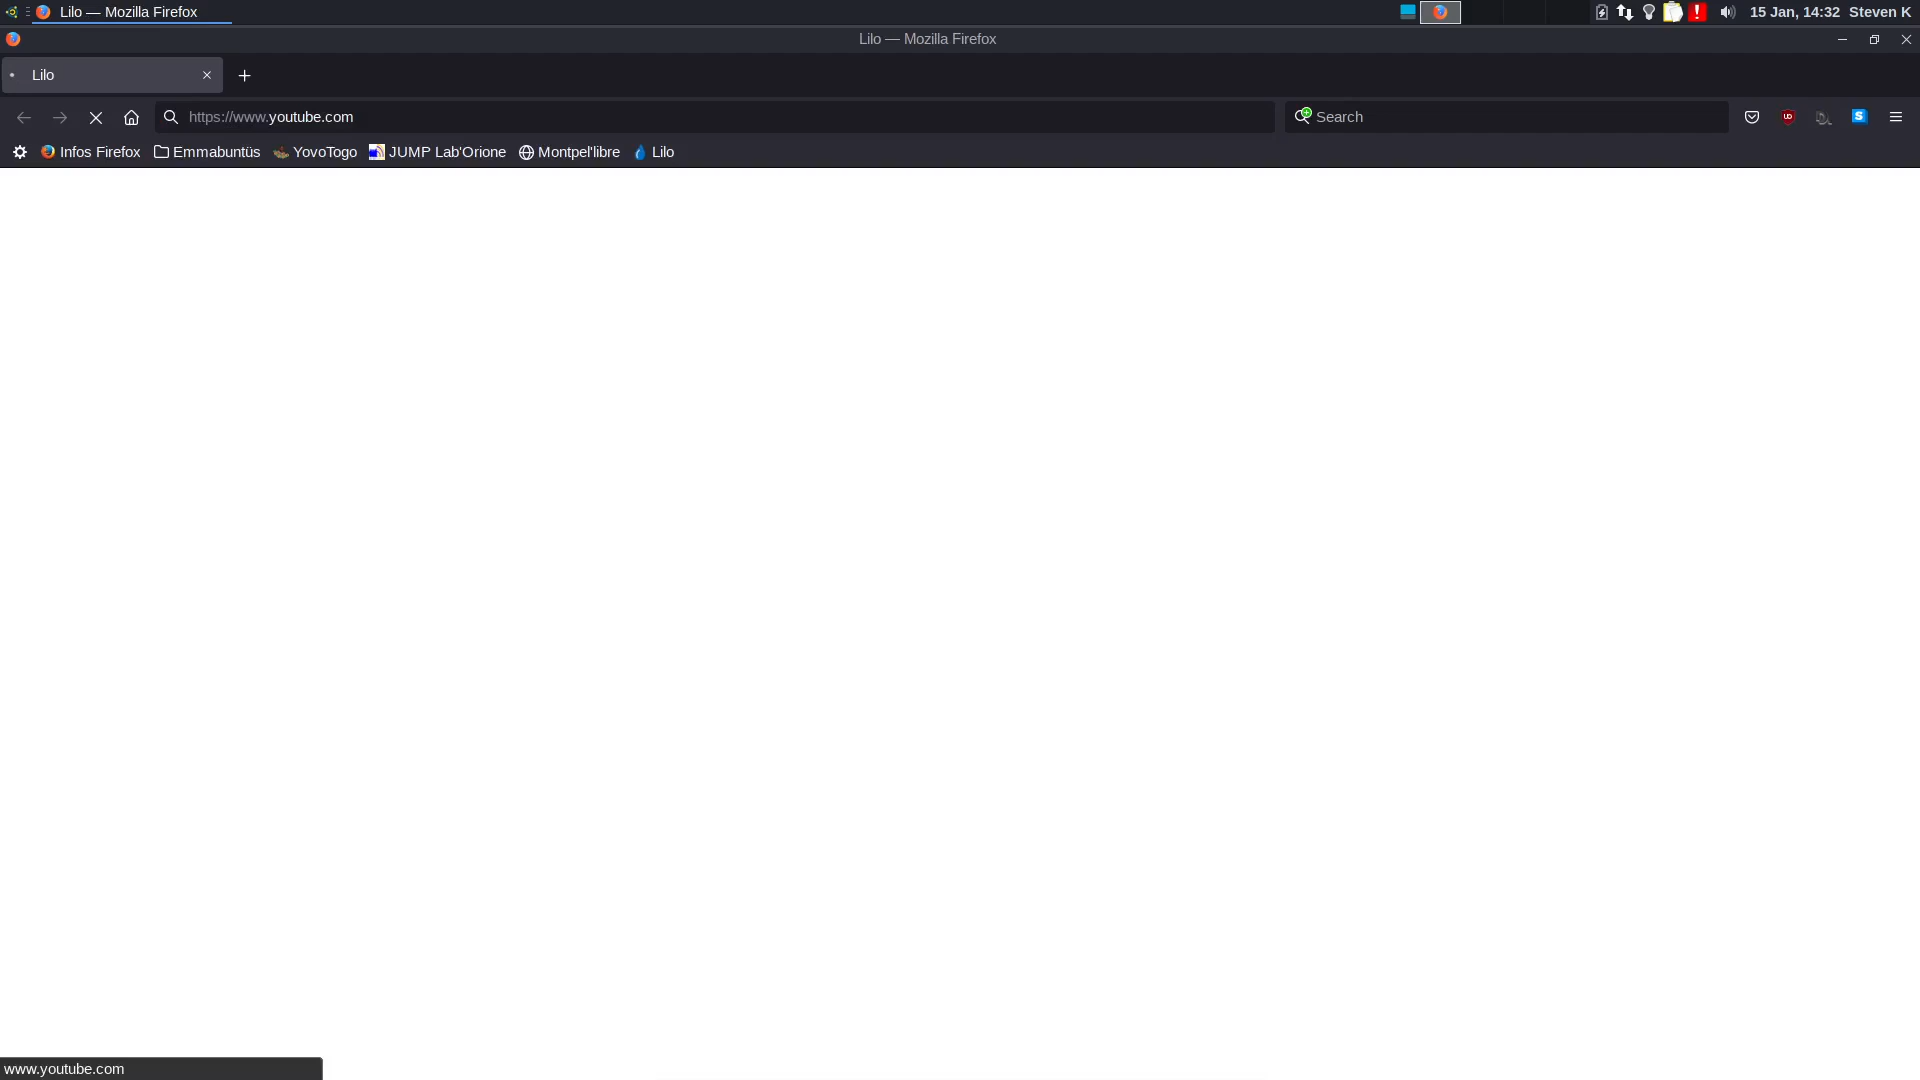 Lilo — Mozilla Firefox
15 Jan, 14:32 Steven K
Lilo — Mozilla Firefox
Lilo
https://www.youtube.com
Search
Infos Firefox Emmabuntüs YovoTogo JUMP Lab'Orione Montpel'libre Lilo
www.youtube.com